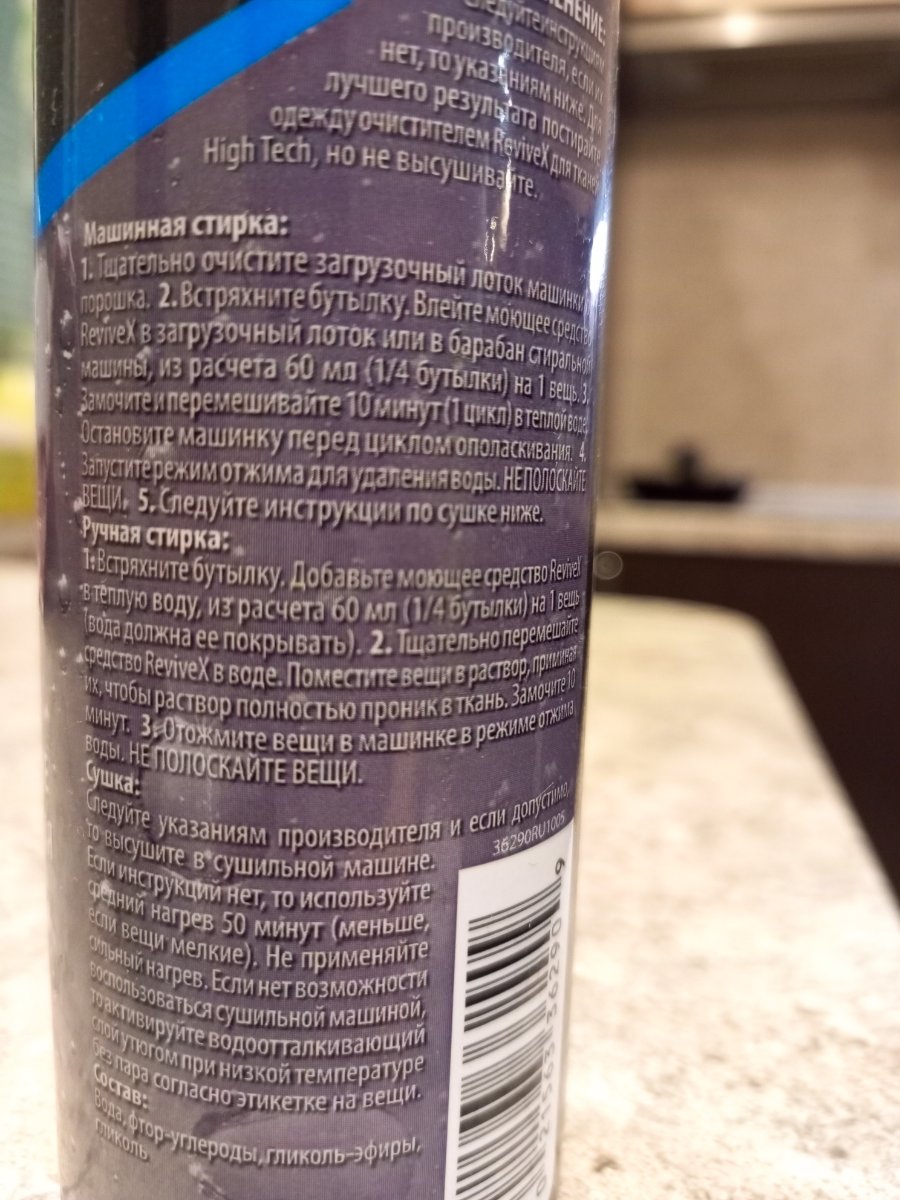 ЕНЕНИЕ:
Следуйте инструкциям
производителя, если их
нет, то указаниям ниже. Для
лучшего результата постирайте
одежду очистителем ReviveX для тканей
High Tech, но не высушивайте.
Машинная стирка:
1. Тщательно очистите загрузочный лоток машинки
порошка. 2. Встряхните бутылку. Влейте моющее средство
ReviveX в загрузочный лоток или в барабан стиральной
машины, из расчета 60 мл (1/4 бутылки) на 1 вещь. 3.
Замочите и перемешивайте 10 минут (1 цикл) в теплой воде.
Остановите машинку перед циклом ополаскивания. 4.
Запустите режим отжима для удаления воды. НЕ ПОЛОСКАЙТЕ
ВЕЩИ. 5. Следуйте инструкции по сушке ниже.
Ручная стирка:
1. Встряхните бутылку. Добавьте моющее средство ReviveX
в тёплую воду, из расчета 60 мл (1/4 бутылки) на 1 вещь
(вода должна ее покрывать). 2. Тщательно перемешайте
средство ReviveX в воде. Поместите вещи в раствор, приминая
их, чтобы раствор полностью проник в ткань. Замочите 10
минут. 3. Отожмите вещи в машинке в режиме отжима
воды. НЕ ПОЛОСКАЙТЕ ВЕЩИ.
Сушка:
Следуйте указаниям производителя и если допустимо,
то высушите в сушильной машине.
Если инструкций нет, то используйте
средний нагрев 50 минут (меньше,
если вещи мелкие). Не применяйте
сильный нагрев. Если нет возможности
воспользоваться сушильной машиной,
то активируйте водоотталкивающий
слой утюгом при низкой температуре
без пара согласно этикетке на вещи.
Состав:
Вода, фтор-углероды, гликоль-эфиры,
гликоль
36290RU1005
0 21563 36290 9